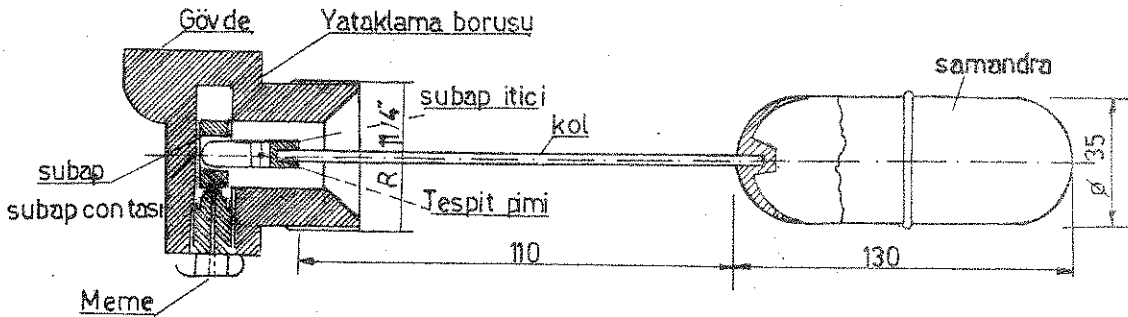 Gövde
Yataklama borusu
samandra
subap itici
kol
R 1 1/4"
ø 35
subap
subap contası
Tespit pimi
110
130
Meme